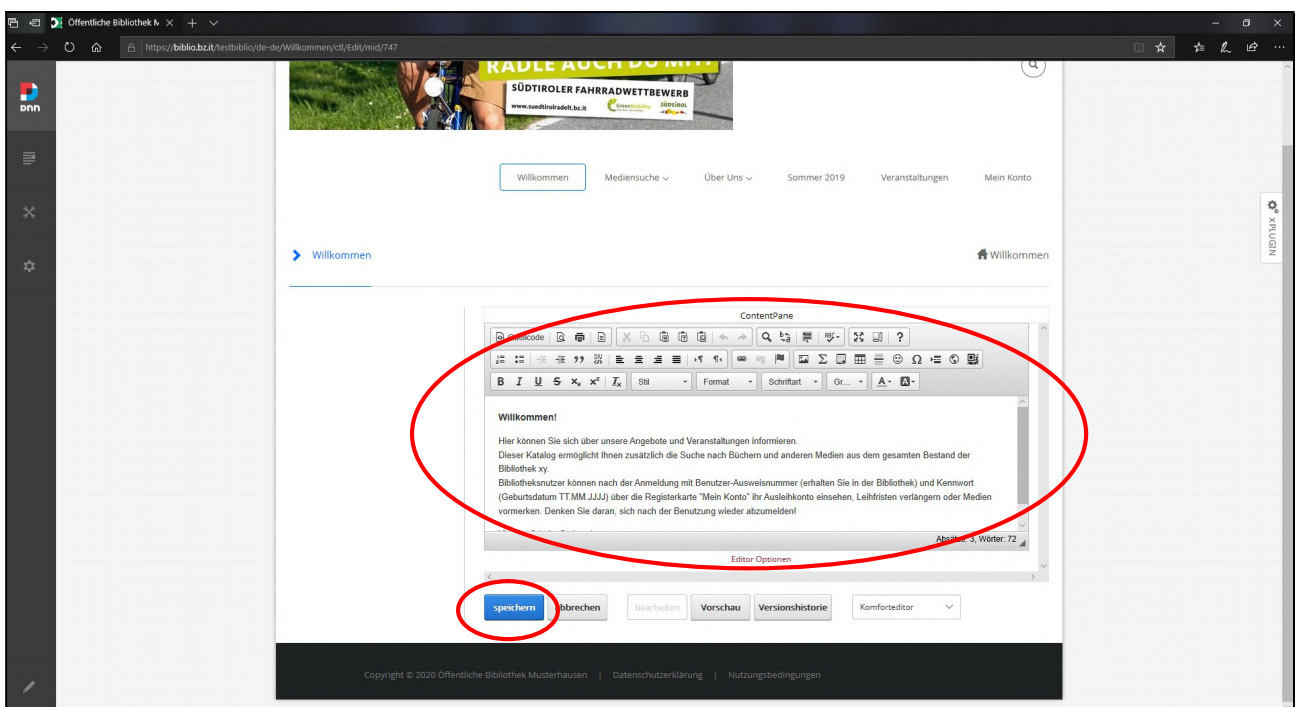 Öffentliche Bibliothek M
https://biblio.bz.it/testbiblio/de-de/Willkommen/ctl/Edit/mid/747
dnn
RADLE AUCH DU MIT!
SÜDTIROLER FAHRRADWETTBEWERB
www.suedtirolradelt.bz.it GreenMobility SÜDTIROL
Willkommen Mediensuche Über Uns Sommer 2019 Veranstaltungen Mein Konto
XPLUGIN
Willkommen Willkommen
ContentPane
Quellcode
Stil Format Schriftart Gr...
Willkommen!
Hier können Sie sich über unsere Angebote und Veranstaltungen informieren.
Dieser Katalog ermöglicht Ihnen zusätzlich die Suche nach Büchern und anderen Medien aus dem gesamten Bestand der
Bibliothek xy.
Bibliotheksnutzer können nach der Anmeldung mit Benutzer-Ausweisnummer (erhalten Sie in der Bibliothek) und Kennwort
(Geburtsdatum TT.MM.JJJJ) über die Registerkarte "Mein Konto" ihr Ausleihkonto einsehen, Leihfristen verlängern oder Medien
vormerken. Denken Sie daran, sich nach der Benutzung wieder abzumelden!
Absätze: 3, Wörter: 72
Editor Optionen
speichern abbrechen bearbeiten Vorschau Versionshistorie Komforteditor
Copyright © 2020 Öffentliche Bibliothek Musterhausen | Datenschutzerklärung | Nutzungsbedingungen